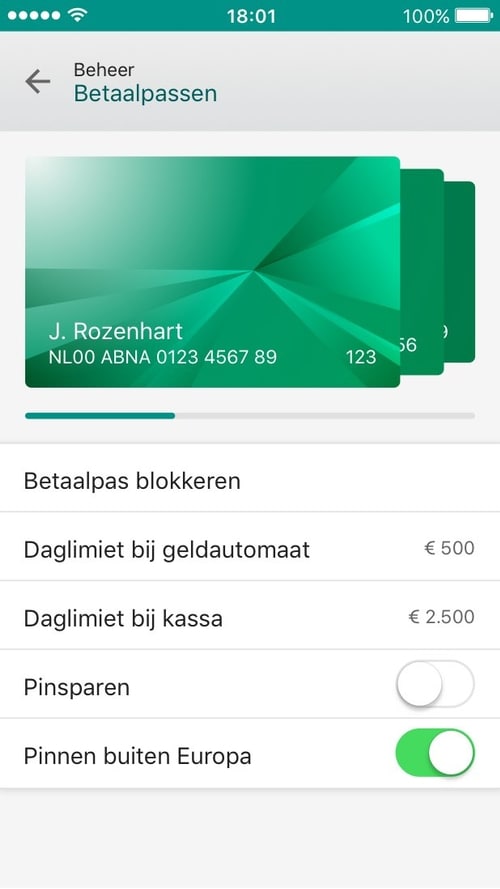 18:01 100%
Beheer
Betaalpassen
J. Rozenhart
NL00 ABNA 0123 4567 89 123
56
9
Betaalpas blokkeren
Daglimiet bij geldautomaat € 500
Daglimiet bij kassa € 2.500
Pinsparen
Pinnen buiten Europa